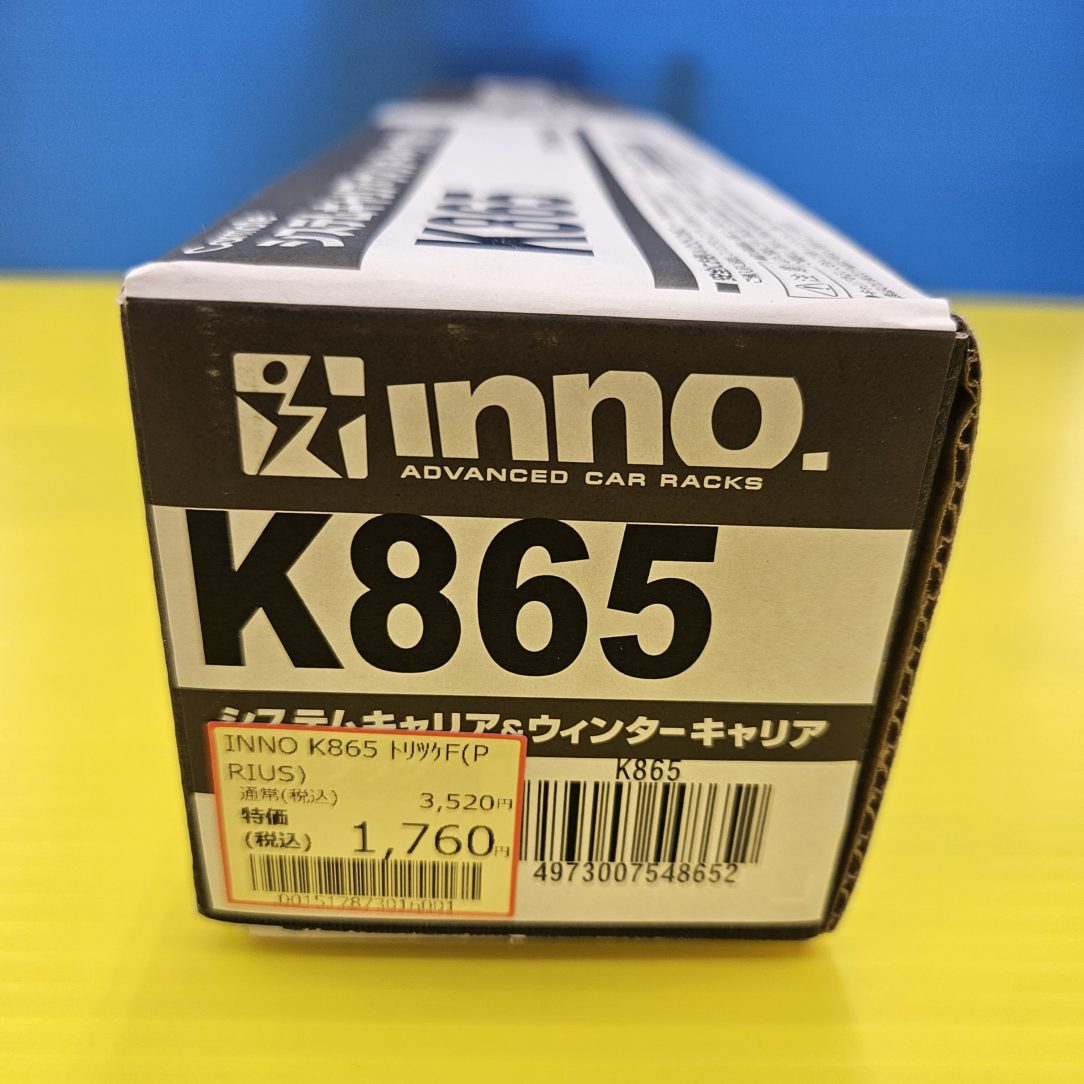 K865
inno.
ADVANCED CAR RACKS
K865
システムキャリア&ウィンターキャリア
INNO K865 ﾄﾘﾂｹF(P
RIUS)
通常(税込) 3,520円
特価
(税込) 1,760円
D01517873016001
K865
4973007548652